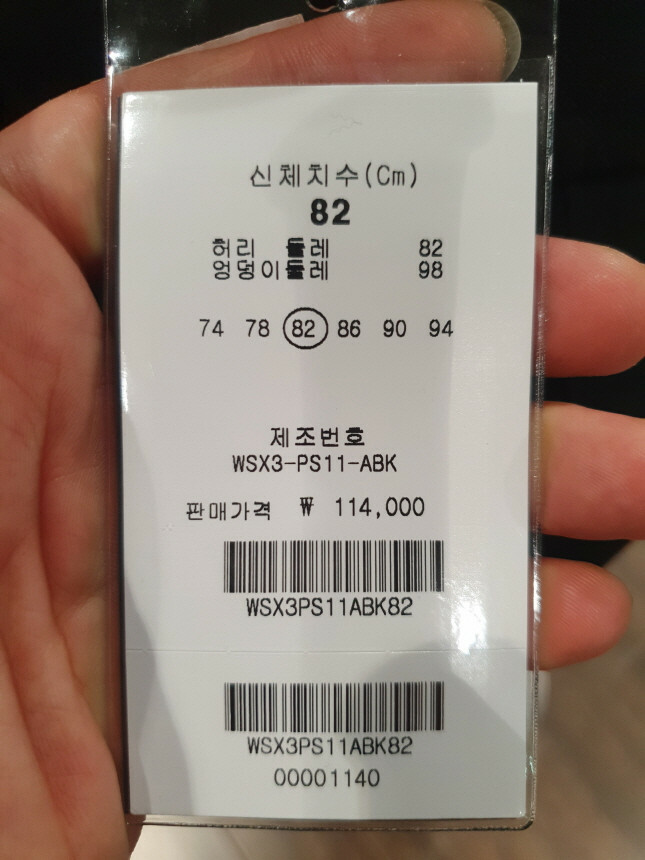 신체치수(Cm)
82
허리 둘레 82
엉덩이둘레 98
74 78 82 86 90 94
제조번호
WSX3-PS11-ABK
판매가격 ₩ 114,000
WSX3PS11ABK82
WSX3PS11ABK82
00001140